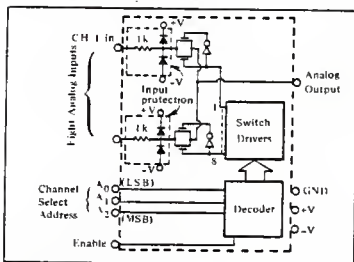 +V
CH 1 in
1k
-V
Eight Analog Inputs
Input protection
+V
1k
-V
1
8
Analog Output
Switch Drivers
Channel Select Address
A0 (LSB)
A1
A2 (MSB)
Enable
Decoder
GND
+V
-V